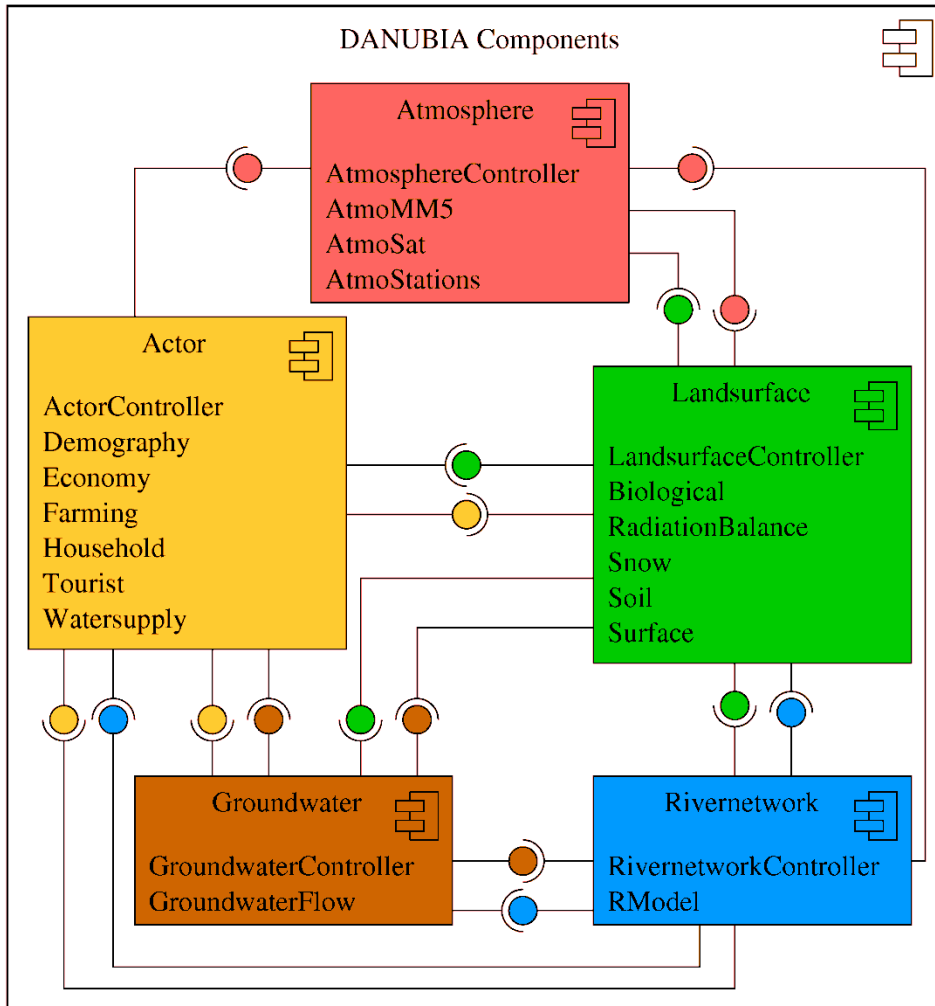 DANUBIA Components
Atmosphere
AtmosphereController
AtmoMM5
AtmoSat
AtmoStations
Actor
ActorController
Demography
Economy
Farming
Household
Tourist
Watersupply
Landsurface
LandsurfaceController
Biological
RadiationBalance
Snow
Soil
Surface
Groundwater
GroundwaterController
GroundwaterFlow
Rivernetwork
RivernetworkController
RModel